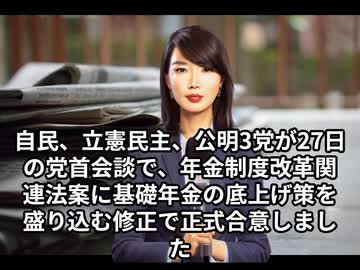 自民、立憲民主、公明3党が27日
の党首会談で、年金制度改革関
連法案に基礎年金の底上げ策を
盛り込む修正で正式合意しまし
た